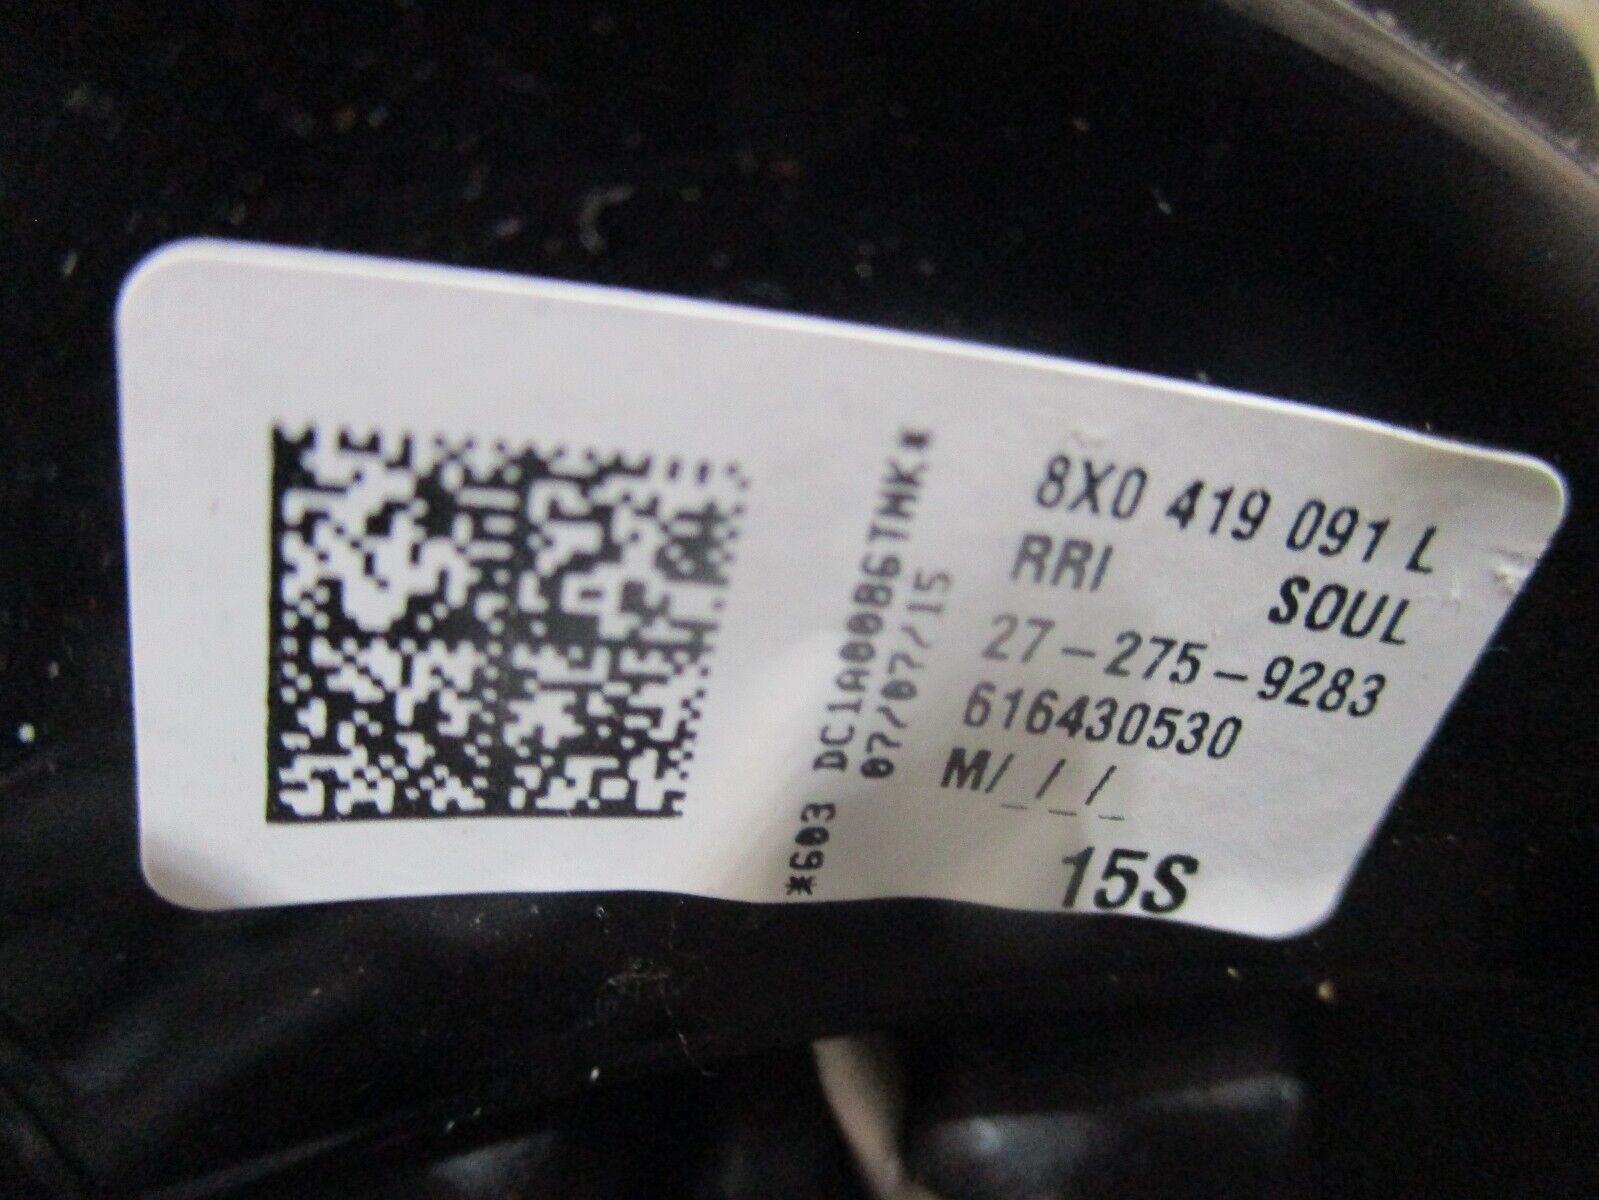 8X0 419 091 L
RRI SOUL
27-275-9283
616430530
M/_/_/_
15S
*603 DC1A0086TMK*
07/07/15